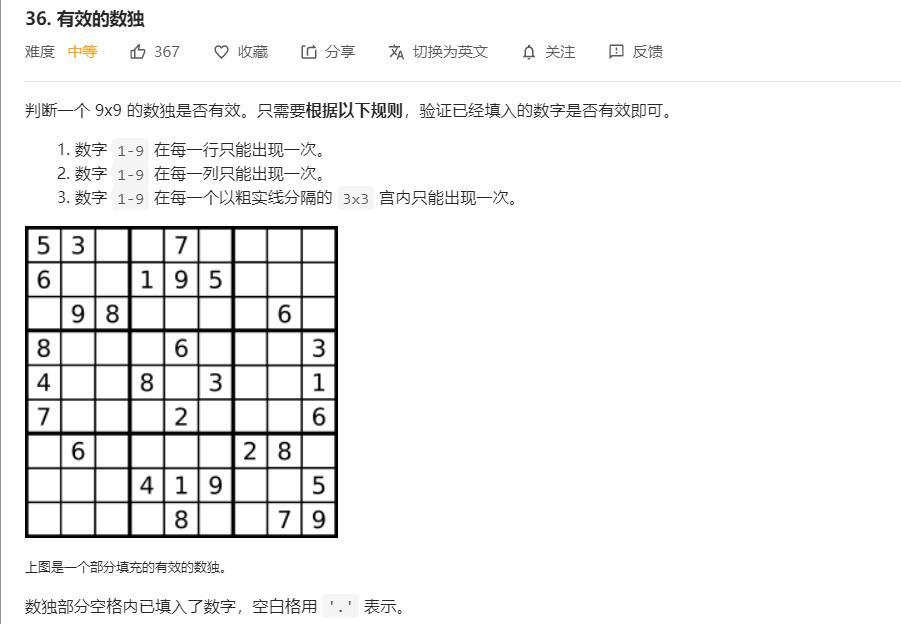 36. 有效的数独
难度 中等 367 收藏 分享 切换为英文 关注 反馈
判断一个 9x9 的数独是否有效。只需要根据以下规则，验证已经填入的数字是否有效即可。
1. 数字 1-9 在每一行只能出现一次。
2. 数字 1-9 在每一列只能出现一次。
3. 数字 1-9 在每一个以粗实线分隔的 3x3 宫内只能出现一次。
5 3 7
6 1 9 5
9 8 6
8 6 3
4 8 3 1
7 2 6
6 2 8
4 1 9 5
8 7 9
上图是一个部分填充的有效的数独。
数独部分空格内已填入了数字，空白格用 '.' 表示。